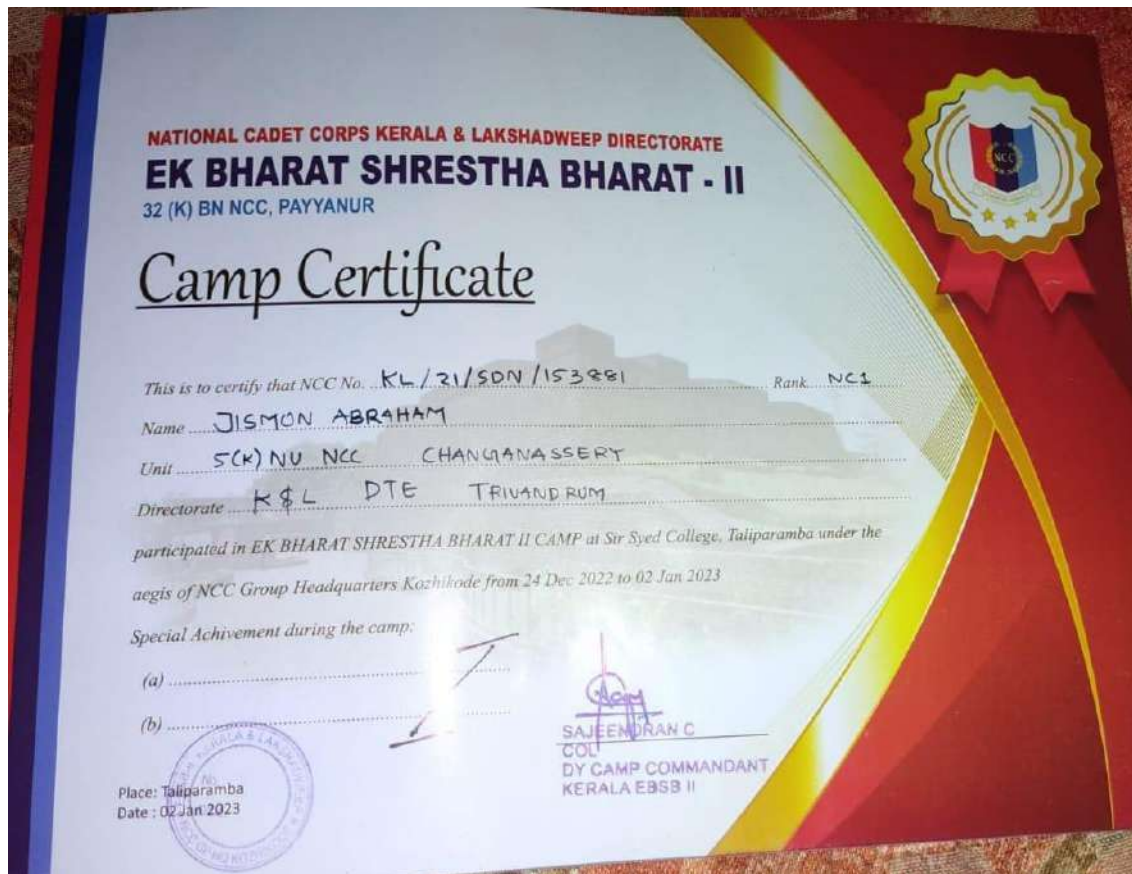 NATIONAL CADET CORPS KERALA & LAKSHADWEEP DIRECTORATE
EK BHARAT SHRESTHA BHARAT - II
32 (K) BN NCC, PAYYANUR
Camp Certificate
NCC
This is to certify that NCC No. KL/21/SDN/153881 Rank NC1
Name JISMON ABRAHAM
Unit 5(K) NU NCC CHANGANASSERY
Directorate K&L DTE TRIVANDRUM
participated in EK BHARAT SHRESTHA BHARAT II CAMP at Sir Syed College, Taliparamba under the
aegis of NCC Group Headquarters Kozhikode from 24 Dec 2022 to 02 Jan 2023
Special Achivement during the camp:
(a)
(b)
SAJEENDRAN C
COL
DY CAMP COMMANDANT
KERALA EBSB II
Place: Taliparamba
Date : 02 Jan 2023